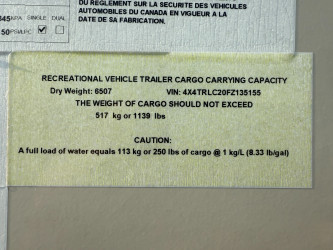 DU REGLEMENT SUR LA SECURITE DES VEHICULES
AUTOMOBILES DU CANADA EN VIGUEUR A LA
DATE DE SA FABRICATION.
SINGLE DUAL
RECREATIONAL VEHICLE TRAILER CARGO CARRYING CAPACITY
Dry Weight: 6507 VIN: 4X4TRLC20FZ135155
THE WEIGHT OF CARGO SHOULD NOT EXCEED
517 kg or 1139 lbs
CAUTION:
A full load of water equals 113 kg or 250 lbs of cargo @ 1 kg/L (8.33 lb/gal)